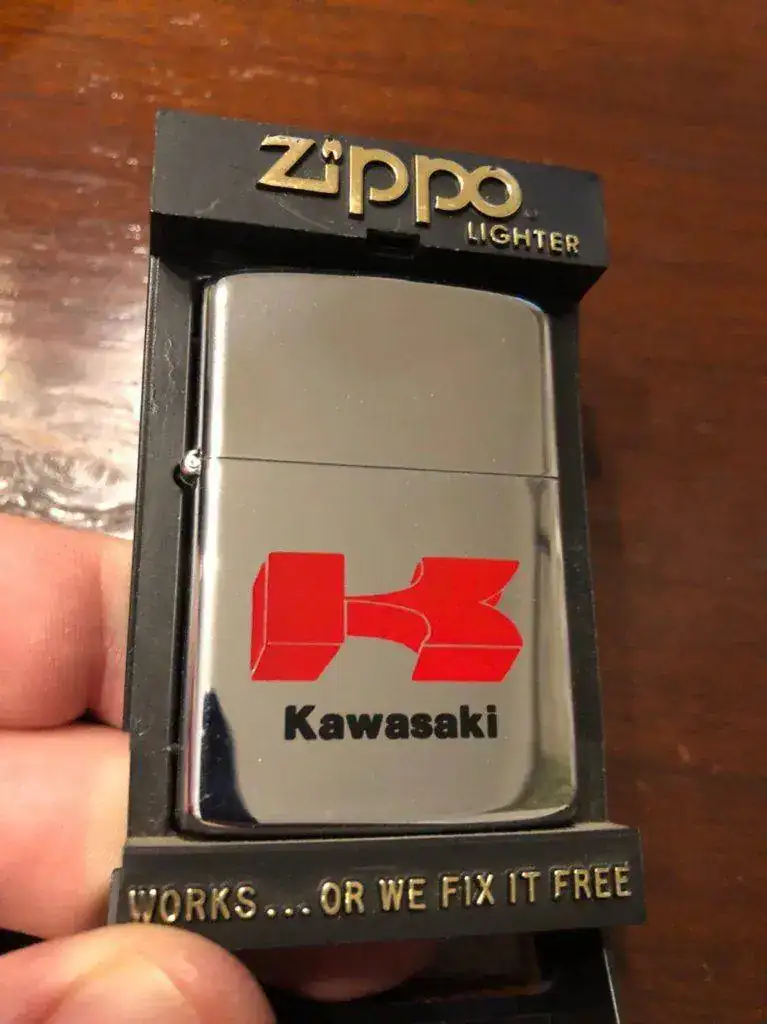 Zippo
LIGHTER
Kawasaki
WORKS... OR WE FIX IT FREE